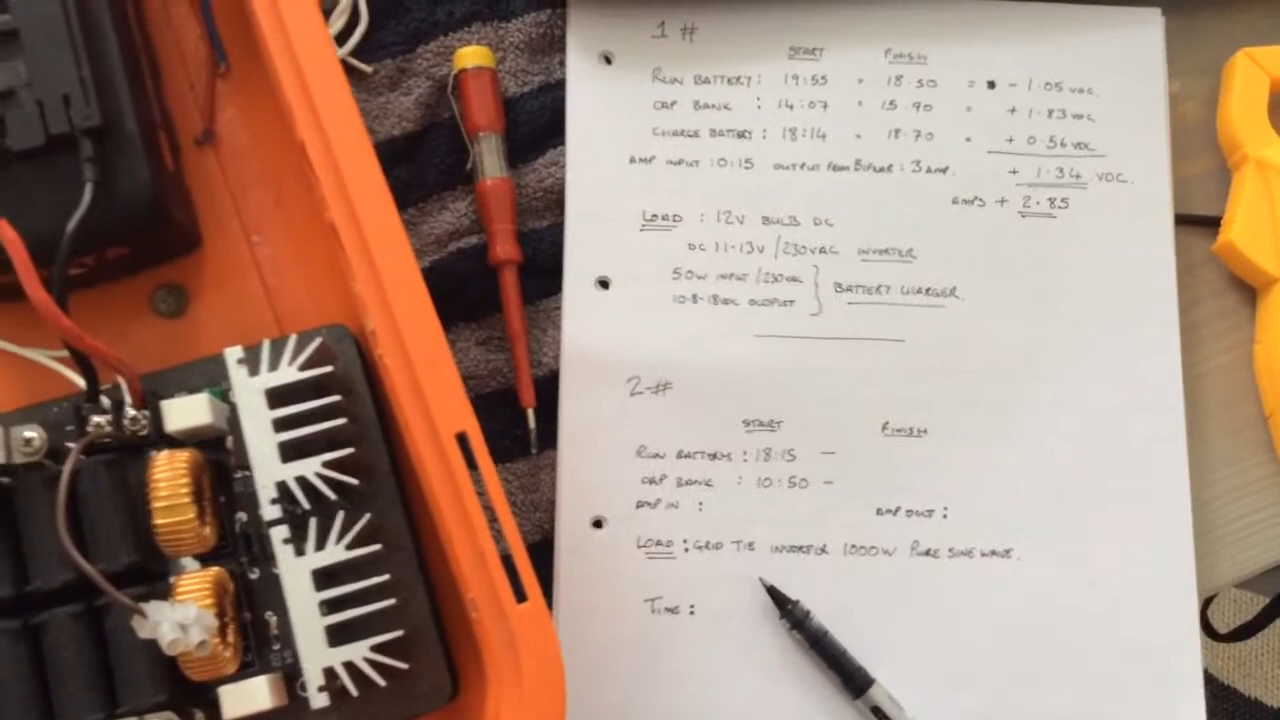 1#
START FINISH
RUN BATTERY: 19:55 - 18.50 = - 1.05 VDC.
CAP BANK : 14:07 - 15.90 = + 1.83 VDC
CHARGE BATTERY: 18:14 - 18.70 = + 0.56 VDC
AMP INPUT: 0:15 OUTPUT FROM BIFILAR: 3 AMP. + 1.34 VDC.
AMPS + 2.85
LOAD : 12V BULB DC
DC 11-13V /230VAC INVERTER
50W INPUT /230VAC
10-8-18VDC OUTPUT } BATTERY CHARGER.
2-#
START FINISH
RUN BATTERY: 18:15 —
CAP BANK : 10:50 –
AMP IN : AMP OUT :
LOAD : GRID TIE INVERTER 1000W PURE SINE WAVE.
TIME :